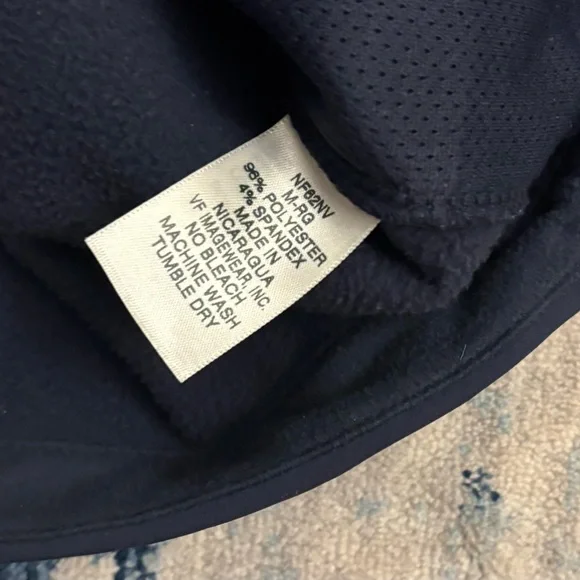 NF62NV
M-RG
96% POLYESTER
4% SPANDEX
MADE IN
NICARAGUA
VF IMAGEWEAR, INC.
NO BLEACH
MACHINE WASH
TUMBLE DRY